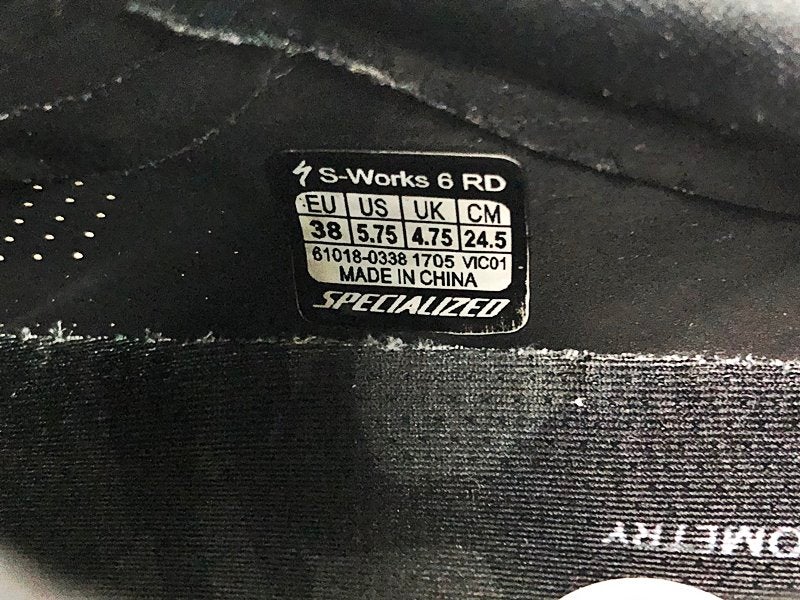 S-Works 6 RD
EU US UK CM
38 5.75 4.75 24.5
61018-0338 1705 VIC01
MADE IN CHINA
SPECIALIZED
OMETRY